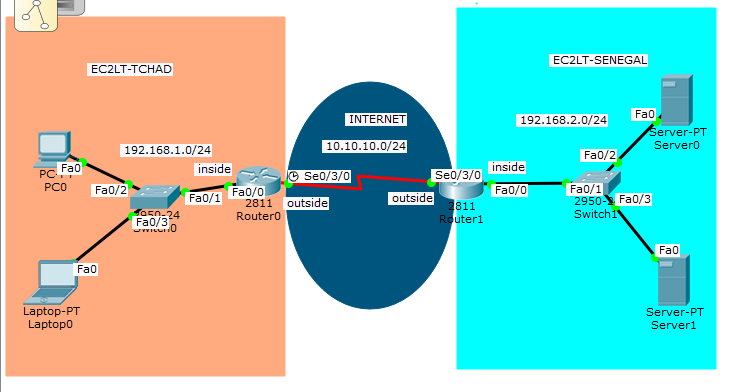 EC2LT-TCHAD
EC2LT-SENEGAL
INTERNET
192.168.1.0/24
10.10.10.0/24
192.168.2.0/24
Fa0
PC-PT
PC0
Fa0/2
inside
Fa0/1
Fa0/0
2811
Router0
Se0/3/0
outside
2950-24
Switch0
Fa0/3
Fa0
Laptop-PT
Laptop0
Se0/3/0
outside
inside
Fa0/0
2811
Router1
Fa0/2
Fa0/1
Fa0/3
Switch1
Fa0
Server-PT
Server0
Fa0
Server-PT
Server1